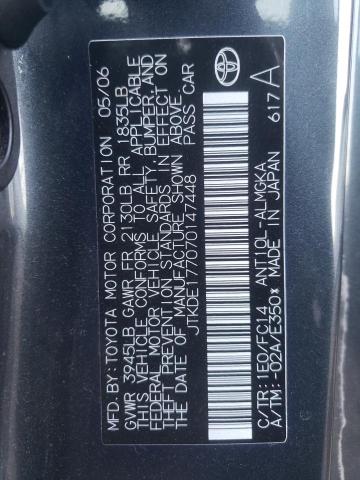 MFD. BY: TOYOTA MOTOR CORPORATION 05/06
GVWR 3945LB GAWR FR 2130LB RR 1835LB
THIS VEHICLE CONFORMS TO ALL APPLICABLE
FEDERAL MOTOR VEHICLE SAFETY, BUMPER, AND
THEFT PREVENTION STANDARDS IN EFFECT ON
THE DATE OF MANUFACTURE SHOWN ABOVE.
JTKDE177070147448 PASS CAR
C/TR: 1E0/FC14 ANT10L-ALMGKA
A/TM: -02A/E350* MADE IN JAPAN 617 A